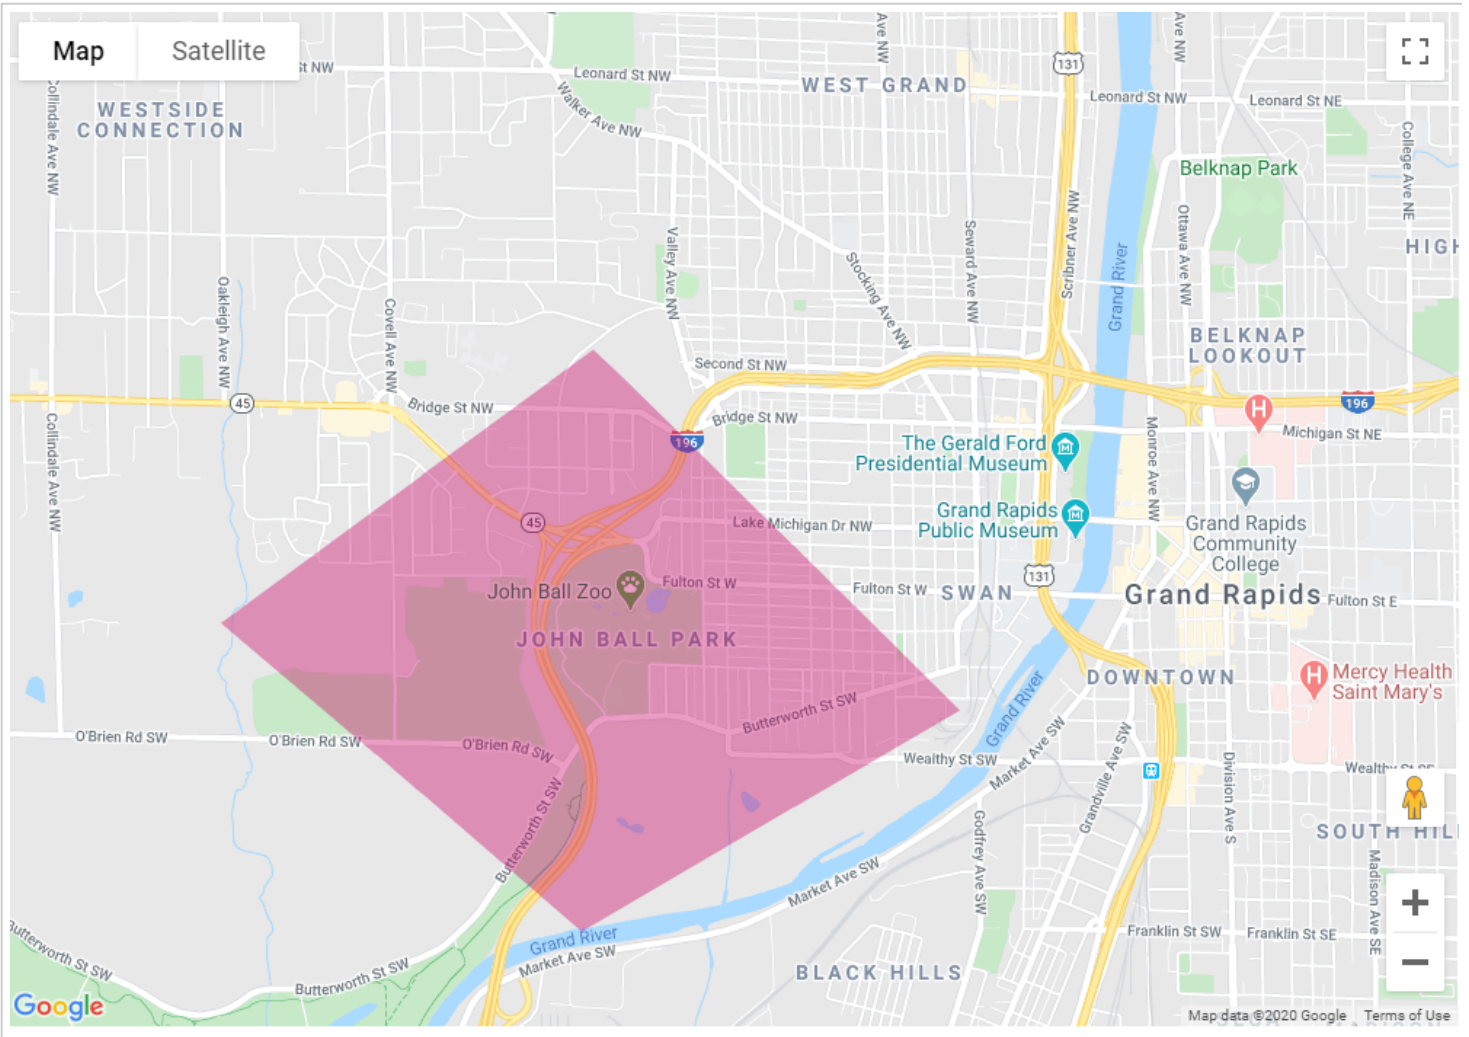 Map
Satellite
St NW
Leonard St NW
Ave NW
WEST GRAND
131
Ave NW
Leonard St NW
Leonard St NE
WESTSIDE
CONNECTION
Collindale Ave NW
Walker Ave NW
College Ave NE
Belknap Park
Ottawa Ave NW
Scribner Ave NW
Seward Ave NW
Valley Ave NW
Stocking Ave NW
Grand River
HIGH
Oakleigh Ave NW
Covell Ave NW
BELKNAP
LOOKOUT
Second St NW
45
Bridge St NW
Bridge St NW
196
196
Michigan St NE
Collindale Ave NW
Monroe Ave NW
The Gerald Ford
Presidential Museum
Grand Rapids
Public Museum
45
Lake Michigan Dr NW
Grand Rapids
Community
College
131
John Ball Zoo
Fulton St W
Fulton St W
SWAN
Grand Rapids
Fulton St E
JOHN BALL PARK
DOWNTOWN
Mercy Health
Saint Mary's
Butterworth St SW
Grand River
O'Brien Rd SW
O'Brien Rd SW
O'Brien Rd SW
Wealthy St SW
Market Ave SW
Grandville Ave SW
Division Ave S
Wealthy St SE
Butterworth St SW
Godfrey Ave SW
SOUTH HIL
Madison Ave SE
Market Ave SW
Grand River
Market Ave SW
Franklin St SW
Franklin St SE
Butterworth St SW
Butterworth St SW
BLACK HILLS
Google
Map data ©2020 Google
Terms of Use